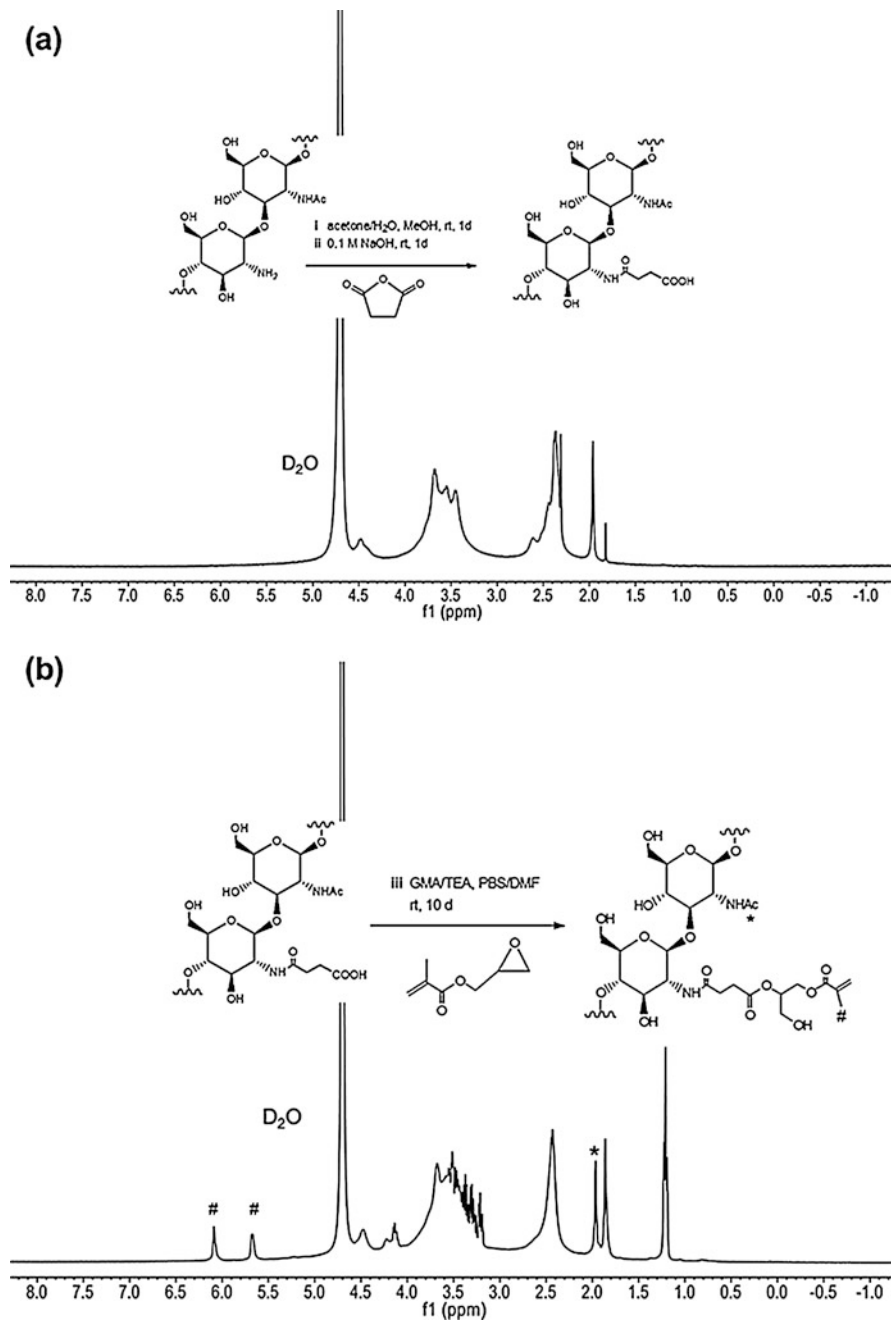 (a)
OH
O
O
HO
NHAc
OH
O
O
O
NH₂
OH
i acetone/H₂O, MeOH, rt, 1d
ii 0,1 M NaOH, rt, 1d
O
O
O
OH
O
O
HO
NHAc
OH
O
O
O
O
NH
COOH
OH
D₂O
8.0 7.5 7.0 6.5 6.0 5.5 5.0 4.5 4.0 3.5 3.0 2.5 2.0 1.5 1.0 0.5 0.0 -0.5 -1.0
f1 (ppm)
(b)
OH
O
O
HO
NHAc
OH
O
O
O
O
NH
COOH
OH
iii GMA/TEA, PBS/DMF
rt, 10 d
O
O
O
OH
O
O
HO
NHAc
*
OH
O
O
O
O
O
O
O
NH
O
OH
OH
#
D₂O
# # *
8.0 7.5 7.0 6.5 6.0 5.5 5.0 4.5 4.0 3.5 3.0 2.5 2.0 1.5 1.0 0.5 0.0 -0.5 -1.0
f1 (ppm)